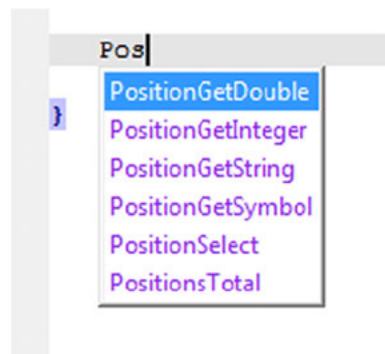 Pos
PositionGetDouble
}
PositionGetInteger
PositionGetString
PositionGetSymbol
PositionSelect
PositionsTotal